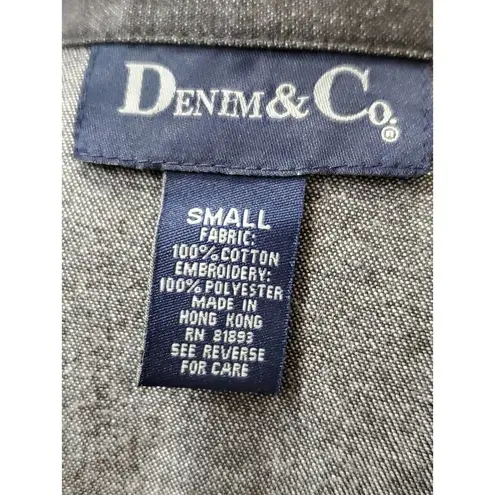 DENIM & CO.®
SMALL
FABRIC:
100% COTTON
EMBROIDERY:
100% POLYESTER
MADE IN
HONG KONG
RN 81893
SEE REVERSE
FOR CARE